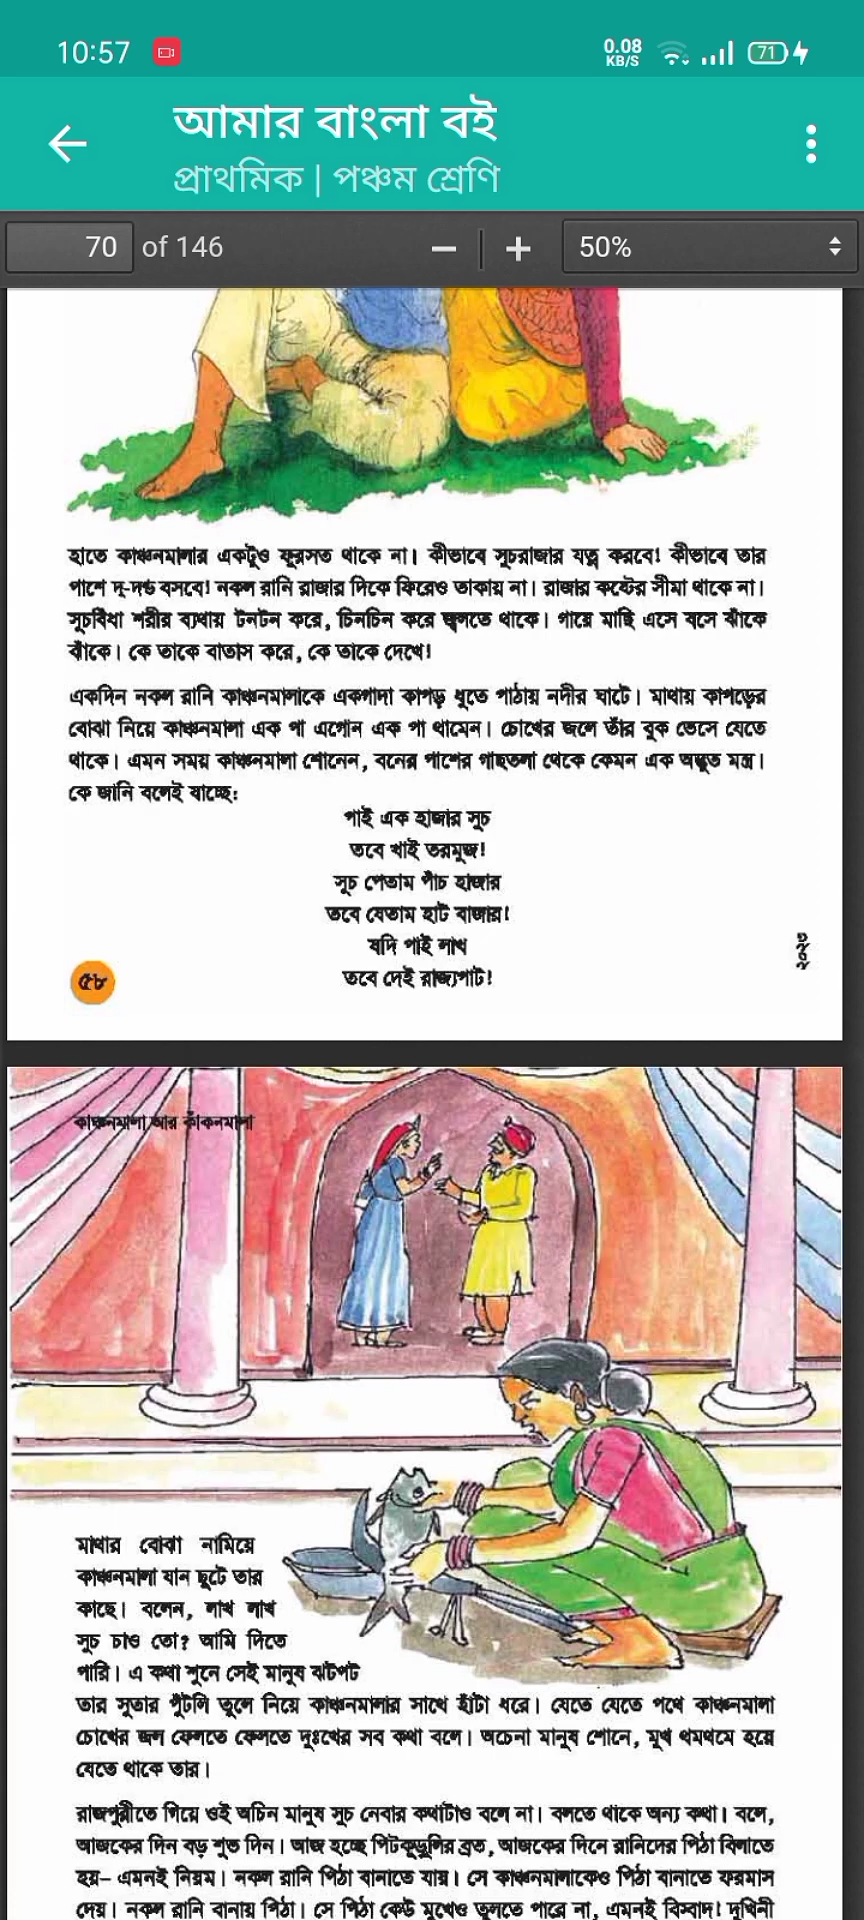 10:57
0.08
KB/S
71
আমার বাংলা বই
প্রাথমিক | পঞ্চম শ্রেণি
70 of 146
50%
হাতে কাঞ্চনমালার একটুও ফুরসত থাকে না। কীভাবে সুচরাজার যত্ন করবে! কীভাবে তার
পাশে দু-দন্ড বসবে! নকল রানি রাজার দিকে ফিরেও তাকায় না। রাজার কষ্টের সীমা থাকে না।
সুচবিঁধা শরীর ব্যথায় টনটন করে, চিনচিন করে জ্বলতে থাকে। গায়ে মাছি এসে বসে ঝাঁকে
ঝাঁকে। কে তাকে বাতাস করে, কে তাকে দেখে!
একদিন নকল রানি কাঞ্চনমালাকে একগাদা কাপড় ধুতে পাঠায় নদীর ঘাটে। মাথায় কাপড়ের
বোঝা নিয়ে কাঞ্চনমালা এক পা এগোন এক পা থামেন। চোখের জলে তাঁর বুক ভেসে যেতে
থাকে। এমন সময় কাঞ্চনমালা শোনেন, বনের পাশের গাছতলা থেকে কেমন এক অদ্ভুত মন্ত্র।
কে জানি বলেই যাচ্ছে:
পাই এক হাজার সুচ
তবে খাই তরমুজ!
সুচ পেতাম পাঁচ হাজার
তবে যেতাম হাট বাজার!
যদি পাই লাখ
তবে দেই রাজ্যপাট!
৫৮
২০২৩
কাঞ্চনমালা আর কাঁকনমালা
মাথার বোঝা নামিয়ে
কাঞ্চনমালা যান ছুটে তার
কাছে। বলেন, লাখ লাখ
সুচ চাও তো? আমি দিতে
পারি। এ কথা শুনে সেই মানুষ ঝটপট
তার সুতার পুঁটলি তুলে নিয়ে কাঞ্চনমালার সাথে হাঁটা ধরে। যেতে যেতে পথে কাঞ্চনমালা
চোখের জল ফেলতে ফেলতে দুঃখের সব কথা বলে। অচেনা মানুষ শোনে, মুখ থমথমে হয়ে
যেতে থাকে তার।
রাজপুরীতে গিয়ে ওই অচিন মানুষ সুচ নেবার কথাটাও বলে না। বলতে থাকে অন্য কথা। বলে,
আজকের দিন বড় শুভ দিন। আজ হচ্ছে পিটকুডুলির ব্রত, আজকের দিনে রানিদের পিঠা বিলাতে
হয়– এমনই নিয়ম। নকল রানি পিঠা বানাতে যায়। সে কাঞ্চনমালাকেও পিঠা বানাতে ফরমাস
দেয়। নকল রানি বানায় পিঠা। সে পিঠা কেউ মুখেও তুলতে পারে না, এমনই বিস্বাদ! দুখিনী